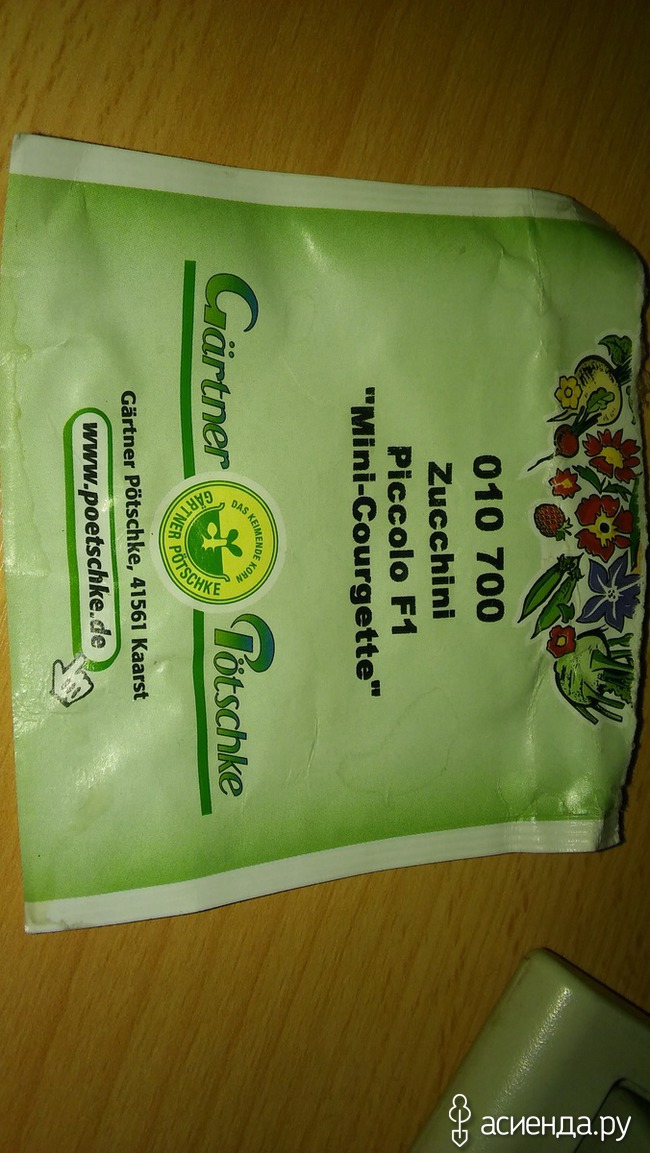 010 700
Zucchini
Piccolo F1
"Mini-Courgette"
Gärtner Pötschke
DAS KEIMENDE KORN
GÄRTNER PÖTSCHKE
Gärtner Pötschke, 41561 Kaarst
www.poetschke.de
асиенда.ру